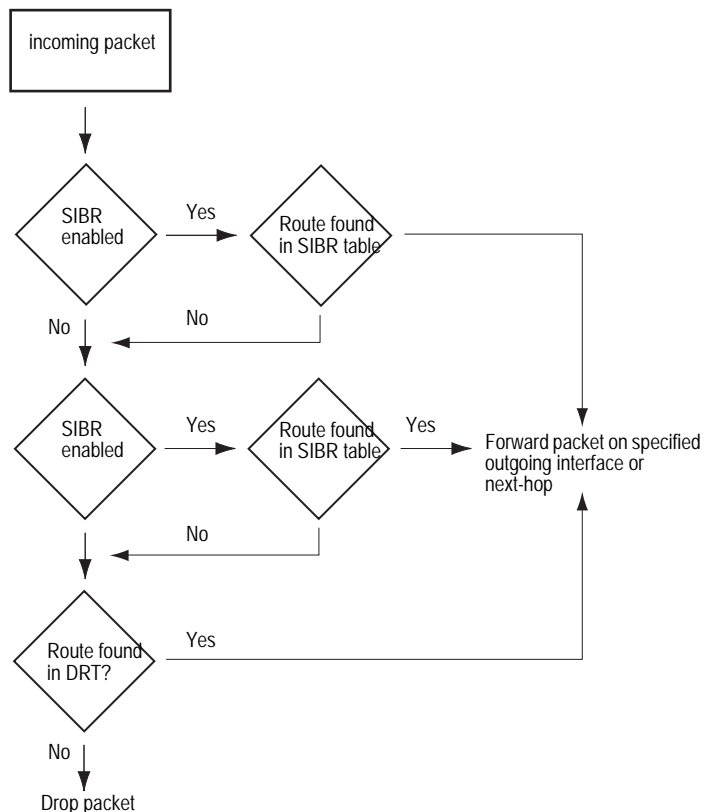 incoming packet
SIBR
enabled
Yes
Route found
in SIBR table
No
No
SIBR
enabled
Yes
Route found
in SIBR table
Yes
Forward packet on specified
outgoing interface or
next-hop
No
Route found
in DRT?
Yes
No
Drop packet